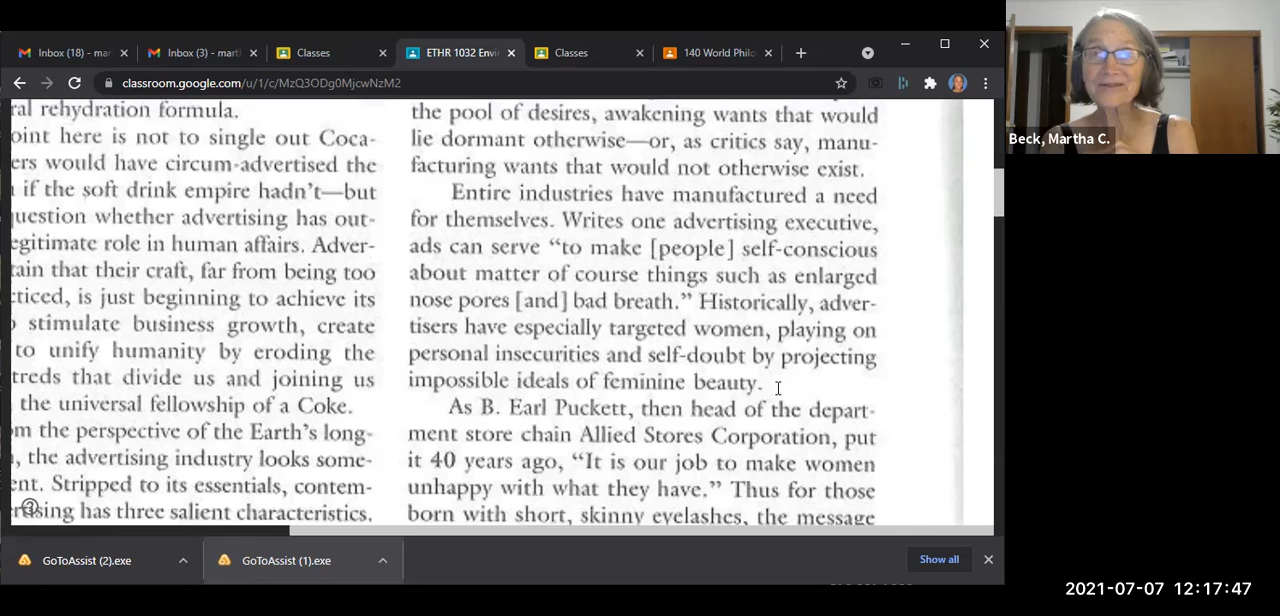 Inbox (18) - mar
Inbox (3) - mart
Classes
ETHR 1032 Envi
Classes
140 World Philo
classroom.google.com/u/1/c/MzQ3ODg0MjcwNzM2
Beck, Martha C.
ral rehydration formula.
oint here is not to single out Coca-
ers would have circum-advertised the
if the soft drink empire hadn't—but
question whether advertising has out-
egitimate role in human affairs. Adver-
tain that their craft, far from being too
cticed, is just beginning to achieve its
stimulate business growth, create
to unify humanity by eroding the
treds that divide us and joining us
the universal fellowship of a Coke.
om the perspective of the Earth's long-
, the advertising industry looks some-
ent. Stripped to its essentials, contem-
rtising has three salient characteristics.
the pool of desires, awakening wants that would
lie dormant otherwise—or, as critics say, manu-
facturing wants that would not otherwise exist.
Entire industries have manufactured a need
for themselves. Writes one advertising executive,
ads can serve “to make [people] self-conscious
about matter of course things such as enlarged
nose pores [and] bad breath.” Historically, adver-
tisers have especially targeted women, playing on
personal insecurities and self-doubt by projecting
impossible ideals of feminine beauty.
As B. Earl Puckett, then head of the depart-
ment store chain Allied Stores Corporation, put
it 40 years ago, “It is our job to make women
unhappy with what they have.” Thus for those
born with short, skinny eyelashes, the message
GoToAssist (2).exe
GoToAssist (1).exe
Show all
2021-07-07 12:17:47